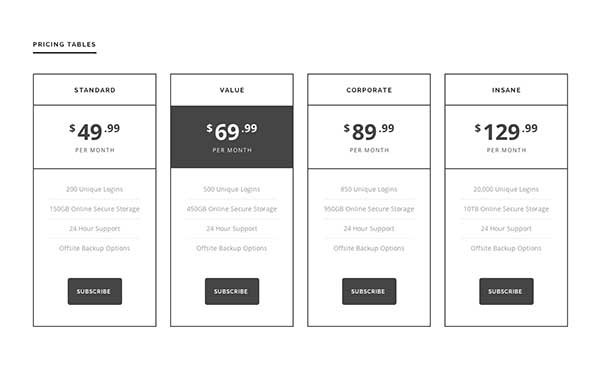 PRICING TABLES
STANDARD
$49.99
PER MONTH
200 Unique Logins
150GB Online Secure Storage
24 Hour Support
Offsite Backup Options
SUBSCRIBE
VALUE
$69.99
PER MONTH
500 Unique Logins
450GB Online Secure Storage
24 Hour Support
Offsite Backup Options
SUBSCRIBE
CORPORATE
$89.99
PER MONTH
850 Unique Logins
950GB Online Secure Storage
24 Hour Support
Offsite Backup Options
SUBSCRIBE
INSANE
$129.99
PER MONTH
20,000 Unique Logins
10TB Online Secure Storage
24 Hour Support
Offsite Backup Options
SUBSCRIBE